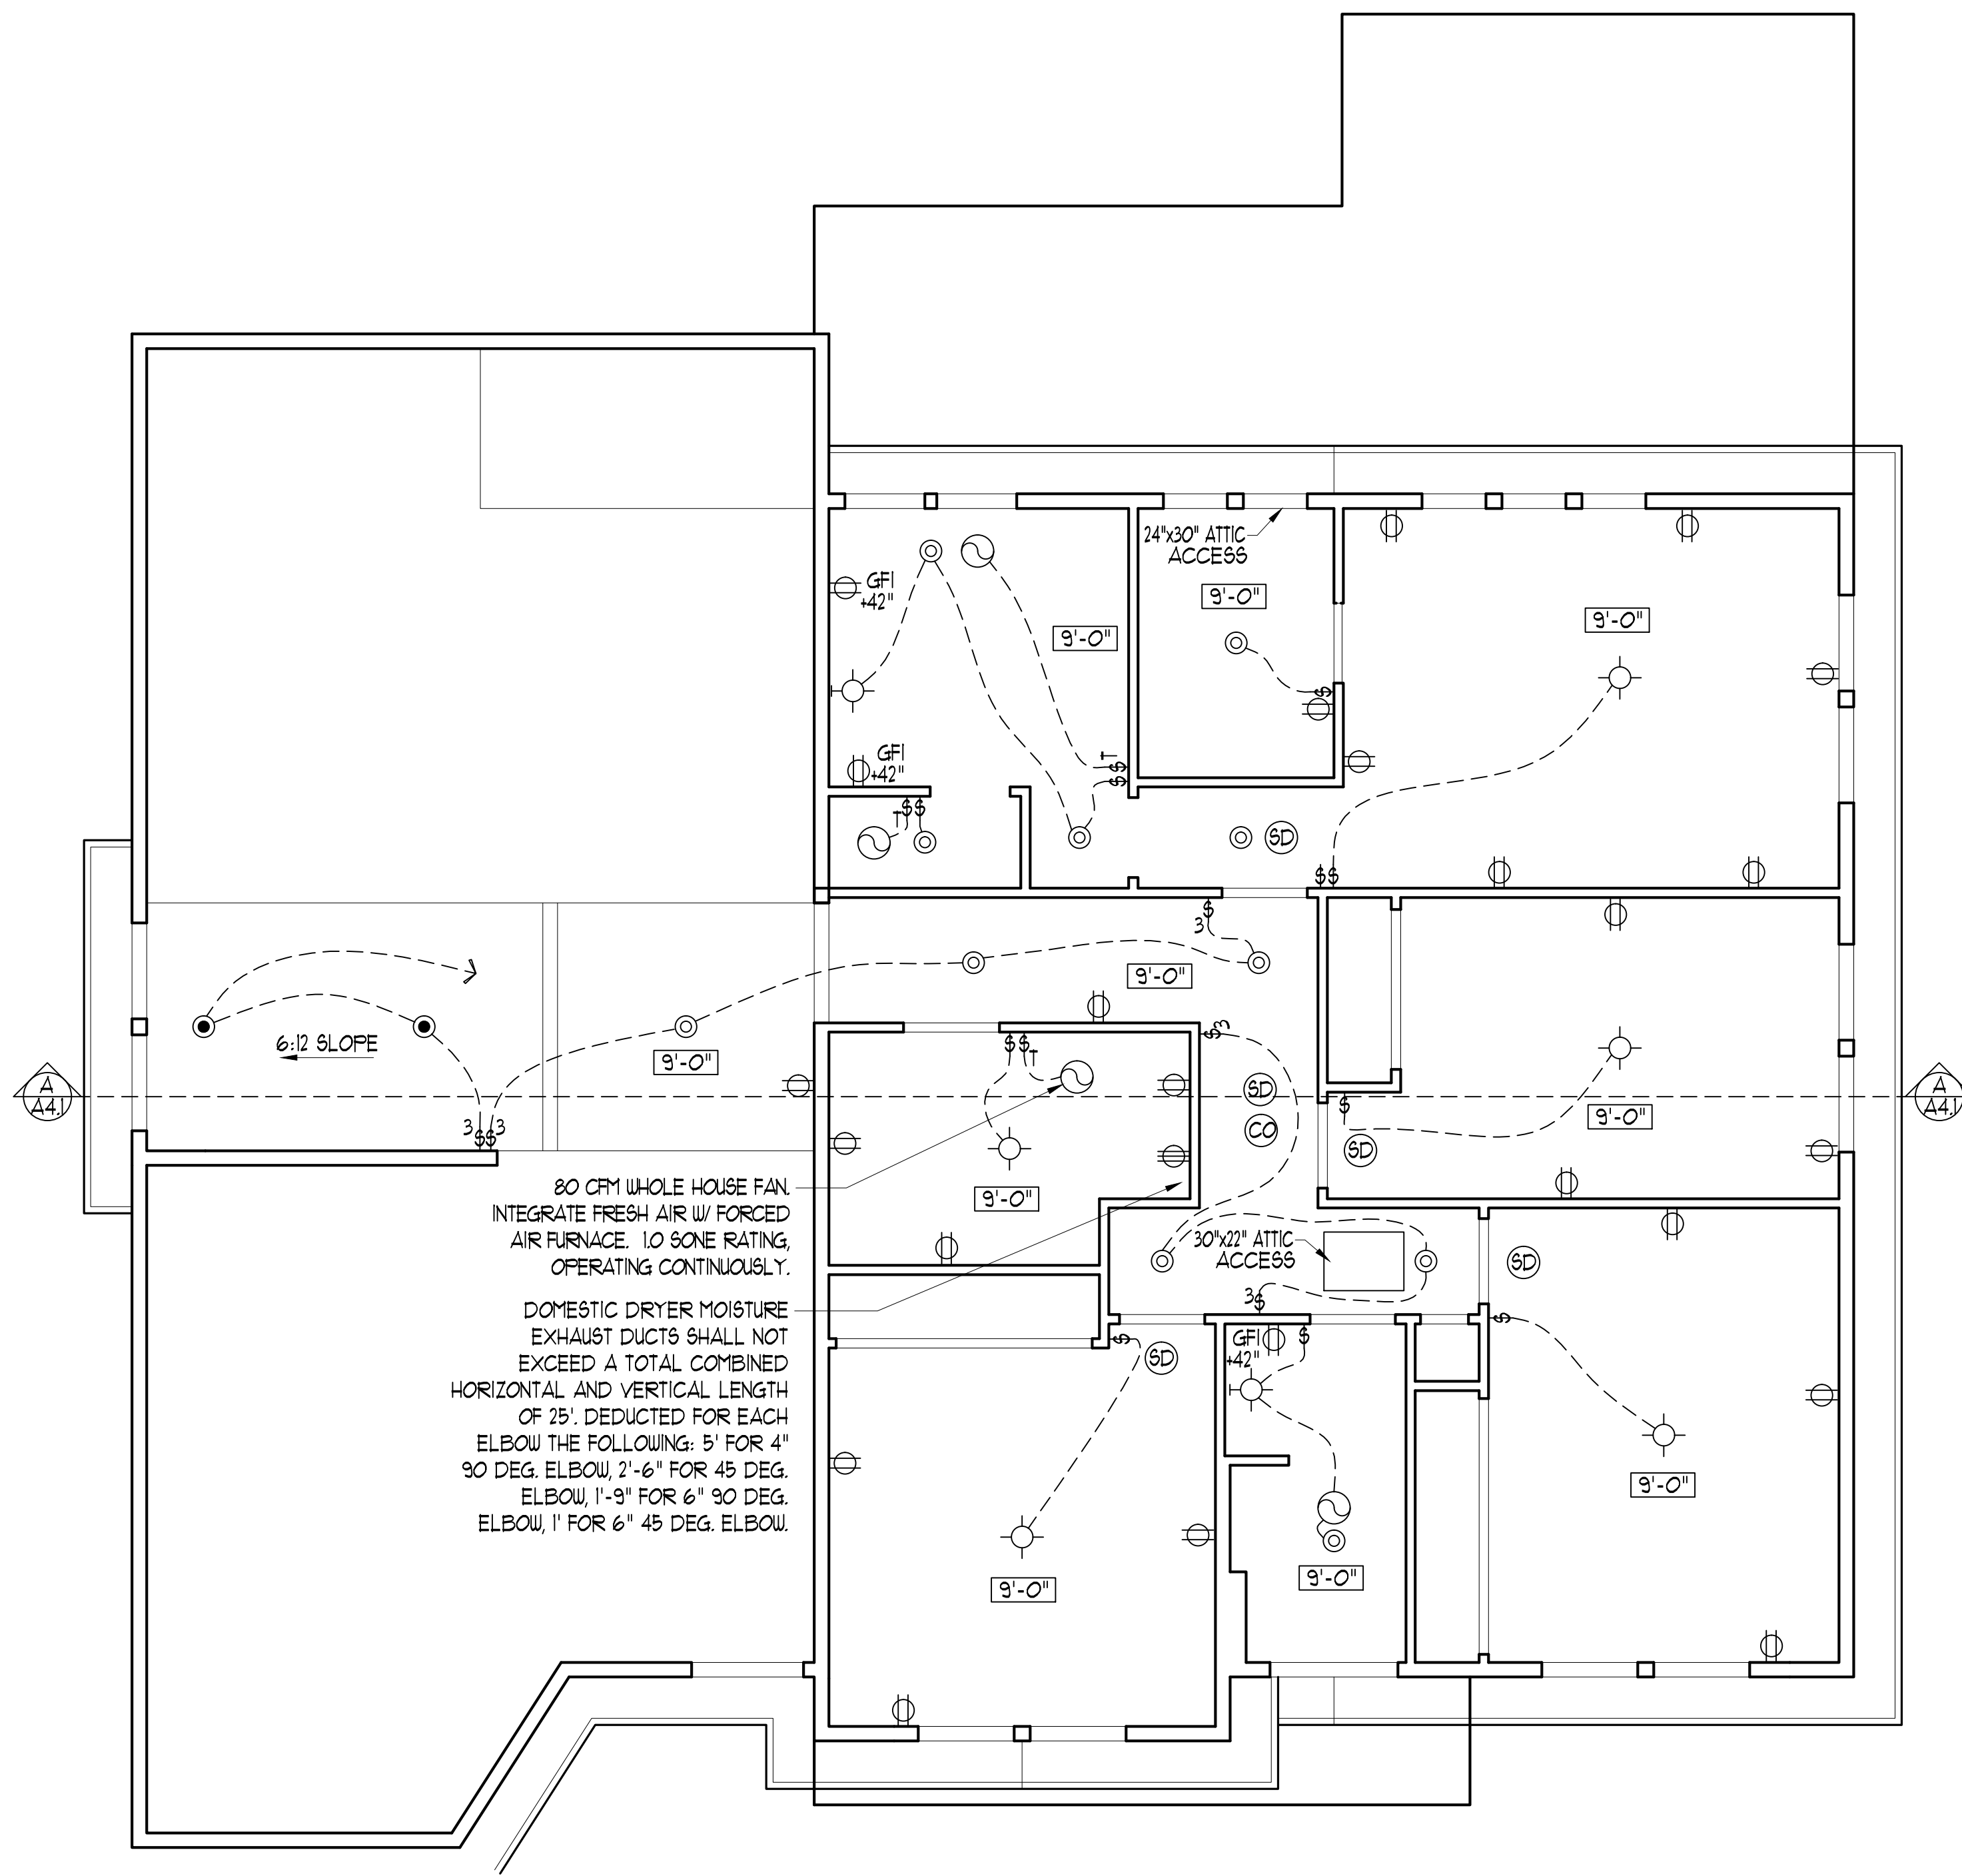 24"x30" ATTIC
ACCESS
GFI
+42"
9'-0"
9'-0"
9'-0"
GFI
+42"
T
$
$
$
$$
T
SD
$$
$
3
9'-0"
6:12 SLOPE
9'-0"
$
3
$$
T
A
A4.1
SD
$
A
A4.1
9'-0"
CO
3
$$
3
SD
80 CFM WHOLE HOUSE FAN.
INTEGRATE FRESH AIR W/ FORCED
AIR FURNACE. 1.0 SONE RATING,
OPERATING CONTINUOUSLY.
9'-0"
30"x22" ATTIC
ACCESS
SD
3
$
DOMESTIC DRYER MOISTURE
EXHAUST DUCTS SHALL NOT
EXCEED A TOTAL COMBINED
HORIZONTAL AND VERTICAL LENGTH
OF 25'. DEDUCTED FOR EACH
ELBOW THE FOLLOWING: 5' FOR 4"
90 DEG. ELBOW, 2'-6" FOR 45 DEG.
ELBOW, 1'-9" FOR 6" 90 DEG.
ELBOW, 1' FOR 6" 45 DEG. ELBOW.
$
SD
GFI
+42"
$
$
9'-0"
9'-0"
9'-0"